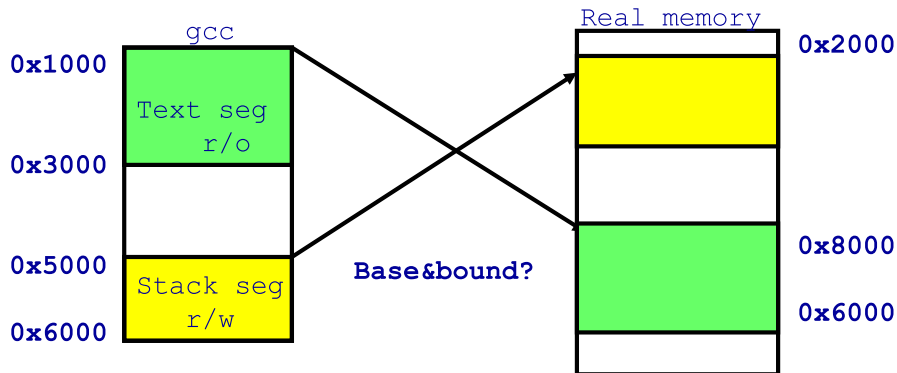 gcc
0x1000
Text seg
r/o
0x3000
0x5000
Stack seg
r/w
0x6000
Base&bound?
Real memory
0x2000
0x8000
0x6000